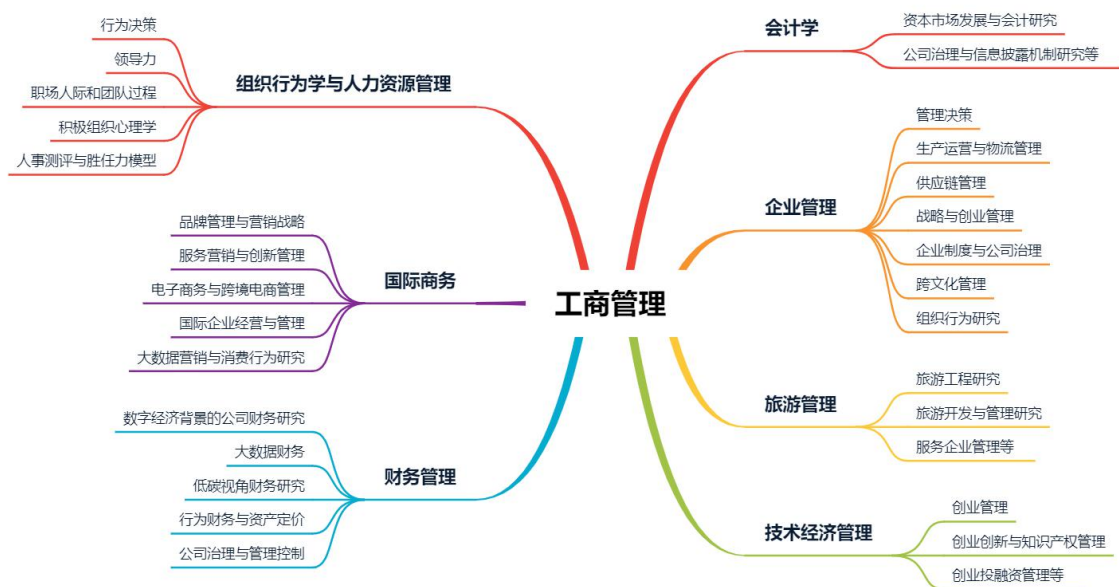 工商管理
会计学
资本市场发展与会计研究
公司治理与信息披露机制研究等
企业管理
管理决策
生产运营与物流管理
供应链管理
战略与创业管理
企业制度与公司治理
跨文化管理
组织行为研究
旅游管理
旅游工程研究
旅游开发与管理研究
服务企业管理等
技术经济管理
创业管理
创业创新与知识产权管理
创业投融资管理等
组织行为学与人力资源管理
行为决策
领导力
职场人际和团队过程
积极组织心理学
人事测评与胜任力模型
国际商务
品牌管理与营销战略
服务营销与创新管理
电子商务与跨境电商管理
国际企业经营与管理
大数据营销与消费行为研究
财务管理
数字经济背景的公司财务研究
大数据财务
低碳视角财务研究
行为财务与资产定价
公司治理与管理控制